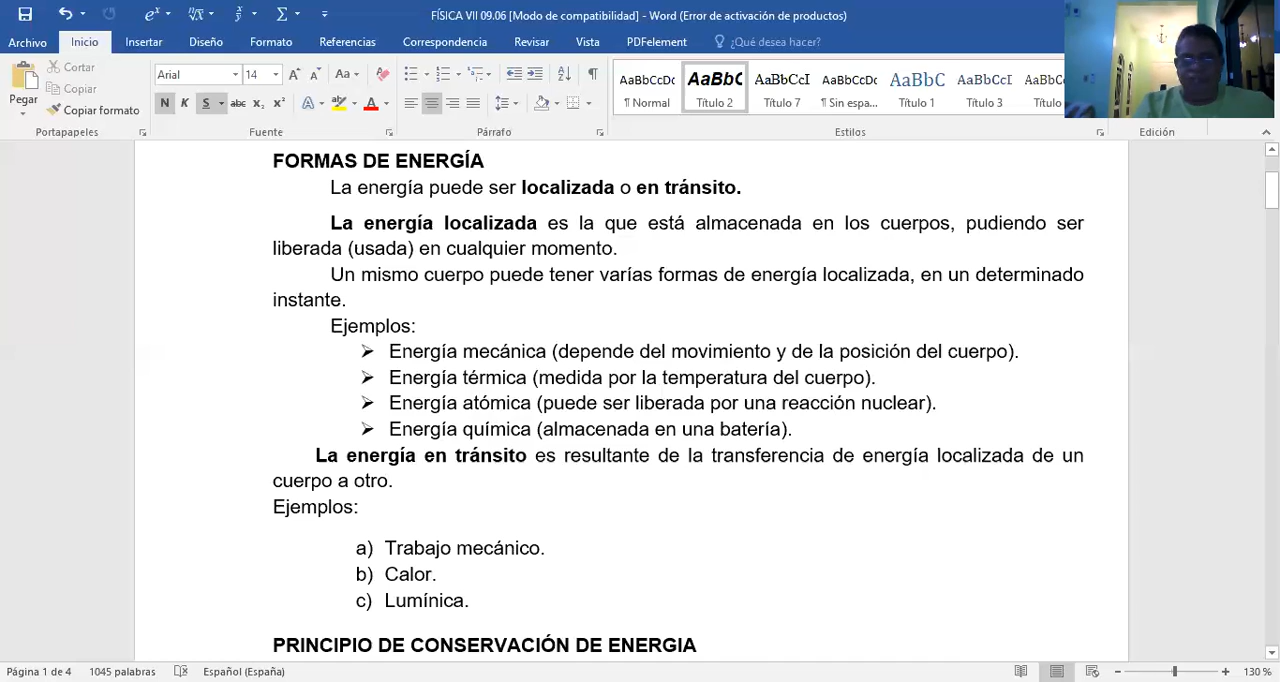 FÍSICA VII 09.06 [Modo de compatibilidad] - Word (Error de activación de productos)
Archivo Inicio Insertar Diseño Formato Referencias Correspondencia Revisar Vista PDFelement ¿Qué desea hacer?
Pegar
Cortar
Copiar
Copiar formato
Portapapeles
Arial 14
N K S abc x₂ x²
Fuente
Párrafo
AaBbCcDc AaBbC AaBbCcI AaBbCcDc AaBbC AaBbCcI AaBbCc
¶ Normal Título 2 Título 7 ¶ Sin espa... Título 1 Título 3 Título
Estilos
Edición
FORMAS DE ENERGÍA
La energía puede ser localizada o en tránsito.
La energía localizada es la que está almacenada en los cuerpos, pudiendo ser
liberada (usada) en cualquier momento.
Un mismo cuerpo puede tener varías formas de energía localizada, en un determinado
instante.
Ejemplos:
➢ Energía mecánica (depende del movimiento y de la posición del cuerpo).
➢ Energía térmica (medida por la temperatura del cuerpo).
➢ Energía atómica (puede ser liberada por una reacción nuclear).
➢ Energía química (almacenada en una batería).
La energía en tránsito es resultante de la transferencia de energía localizada de un
cuerpo a otro.
Ejemplos:
a) Trabajo mecánico.
b) Calor.
c) Lumínica.
PRINCIPIO DE CONSERVACIÓN DE ENERGIA
Página 1 de 4 1045 palabras Español (España) 130 %